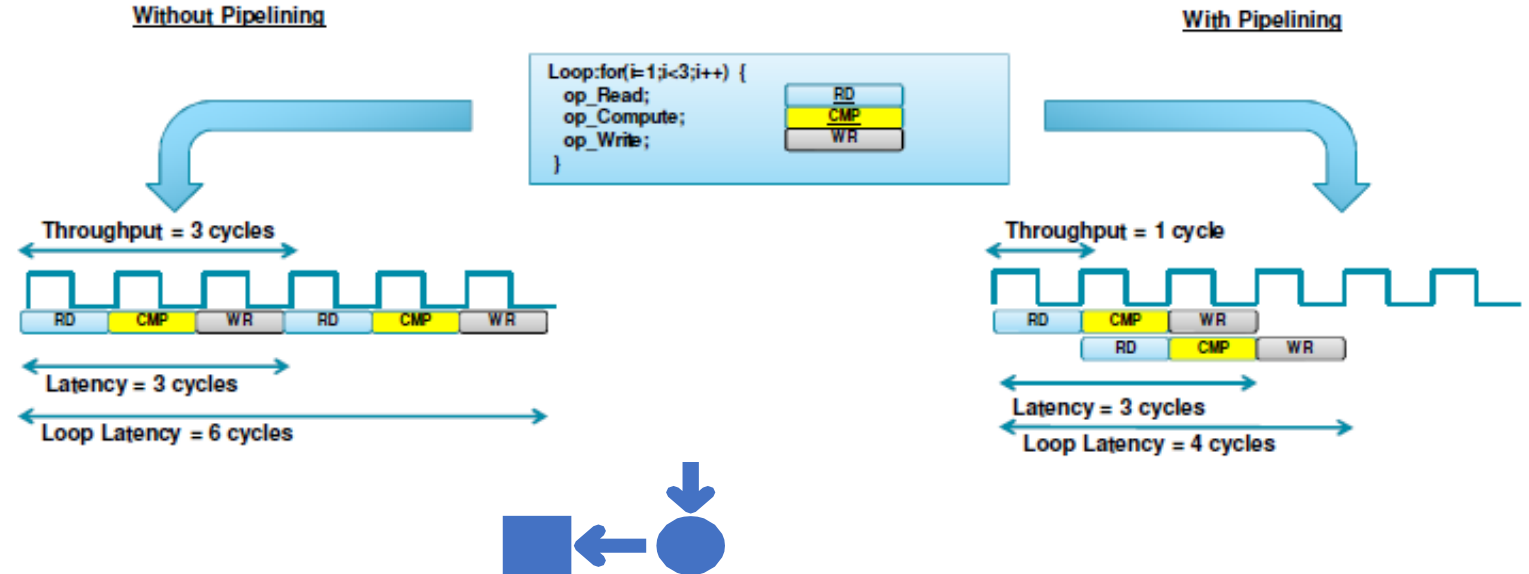 Without Pipelining
With Pipelining
Loop:for(i=1;i<3;i++) {
op_Read;
RD
op_Compute;
CMP
op_Write;
WR
}
Throughput = 3 cycles
RD CMP WR RD CMP WR
Latency = 3 cycles
Loop Latency = 6 cycles
Throughput = 1 cycle
RD CMP WR
RD CMP WR
Latency = 3 cycles
Loop Latency = 4 cycles